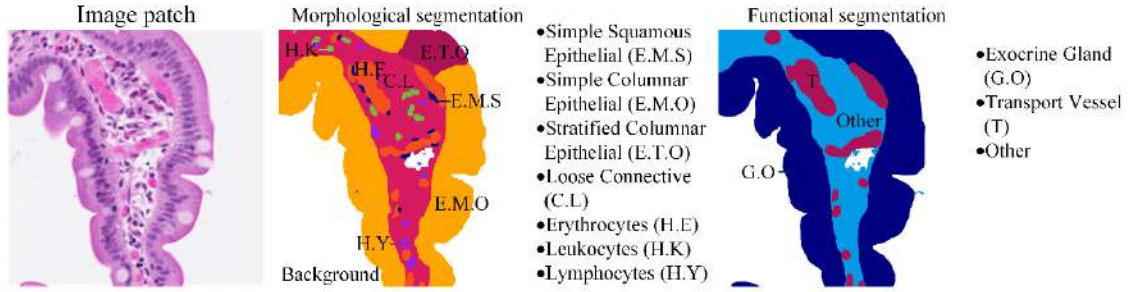 Image patch
Morphological segmentation
H.K
E.T.O
H.E
C.L
E.M.S
E.M.O
H.Y
Background
•Simple Squamous
Epithelial (E.M.S)
•Simple Columnar
Epithelial (E.M.O)
•Stratified Columnar
Epithelial (E.T.O)
•Loose Connective
(C.L)
•Erythrocytes (H.E)
•Leukocytes (H.K)
•Lymphocytes (H.Y)
Functional segmentation
T
Other
G.O
•Exocrine Gland
(G.O)
•Transport Vessel
(T)
•Other